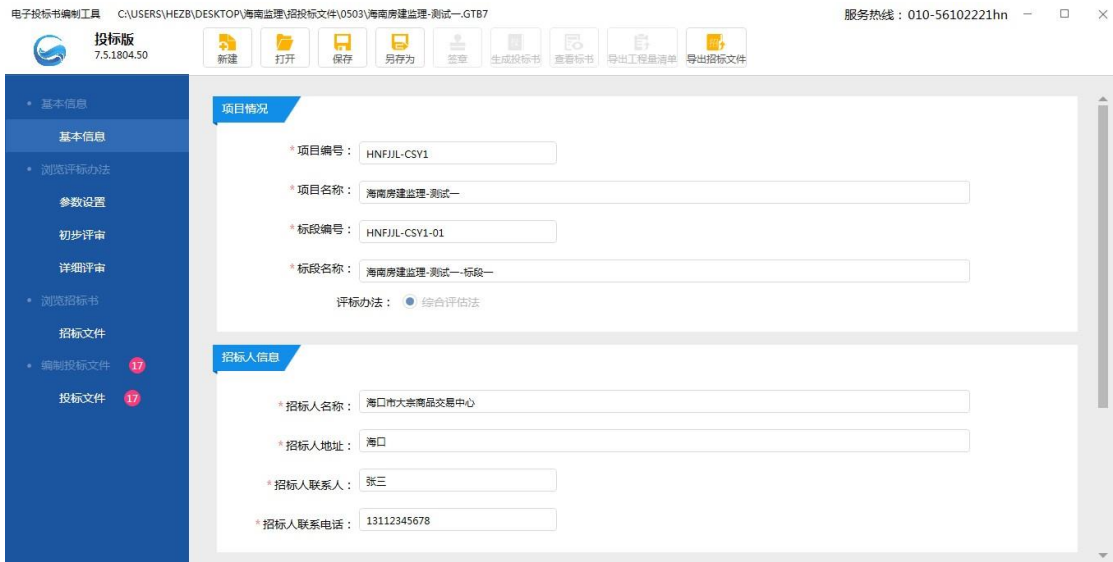 电子投标书编制工具 C:\USERS\HEZB\DESKTOP\海南监理\招投标文件\0503\海南房建监理-测试一.GTB7 服务热线：010-56102221hn
投标版
7.5.1804.50
新建 打开 保存 另存为 签章 生成投标书 查看标书 导出工程量清单 导出招标文件
基本信息
基本信息
浏览评标办法
参数设置
初步评审
详细评审
浏览招标书
招标文件
编制投标文件 17
投标文件 17
项目情况
*项目编号： HNFJJL-CSY1
*项目名称： 海南房建监理-测试一
*标段编号： HNFJJL-CSY1-01
*标段名称： 海南房建监理-测试一-标段一
评标办法： 综合评估法
招标人信息
*招标人名称： 海口市大宗商品交易中心
*招标人地址： 海口
*招标人联系人： 张三
*招标人联系电话： 13112345678